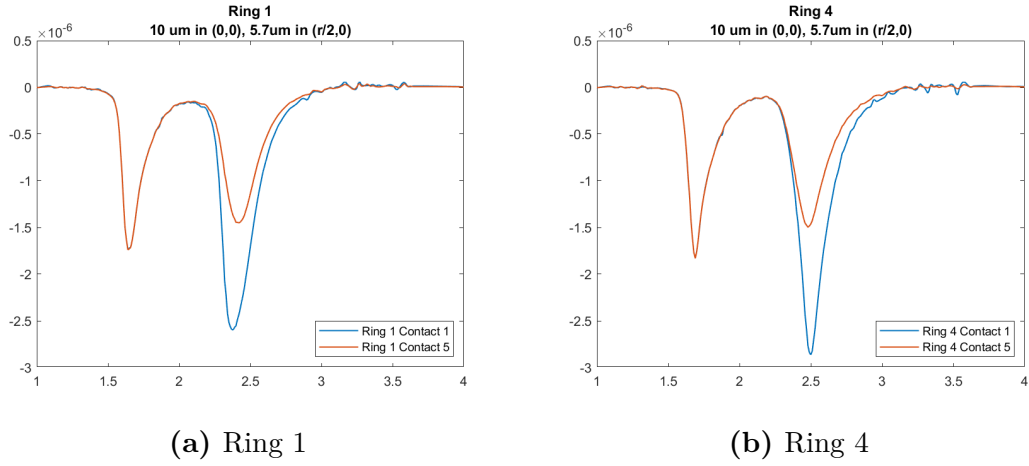 Ring 1
10 um in (0,0), 5.7um in (r/2,0)
×10⁻⁶
0.5
0
-0.5
-1
-1.5
-2
-2.5
-3
1 1.5 2 2.5 3 3.5 4
Ring 1 Contact 1
Ring 1 Contact 5
(a) Ring 1
Ring 4
10 um in (0,0), 5.7um in (r/2,0)
×10⁻⁶
0.5
0
-0.5
-1
-1.5
-2
-2.5
-3
1 1.5 2 2.5 3 3.5 4
Ring 4 Contact 1
Ring 4 Contact 5
(b) Ring 4